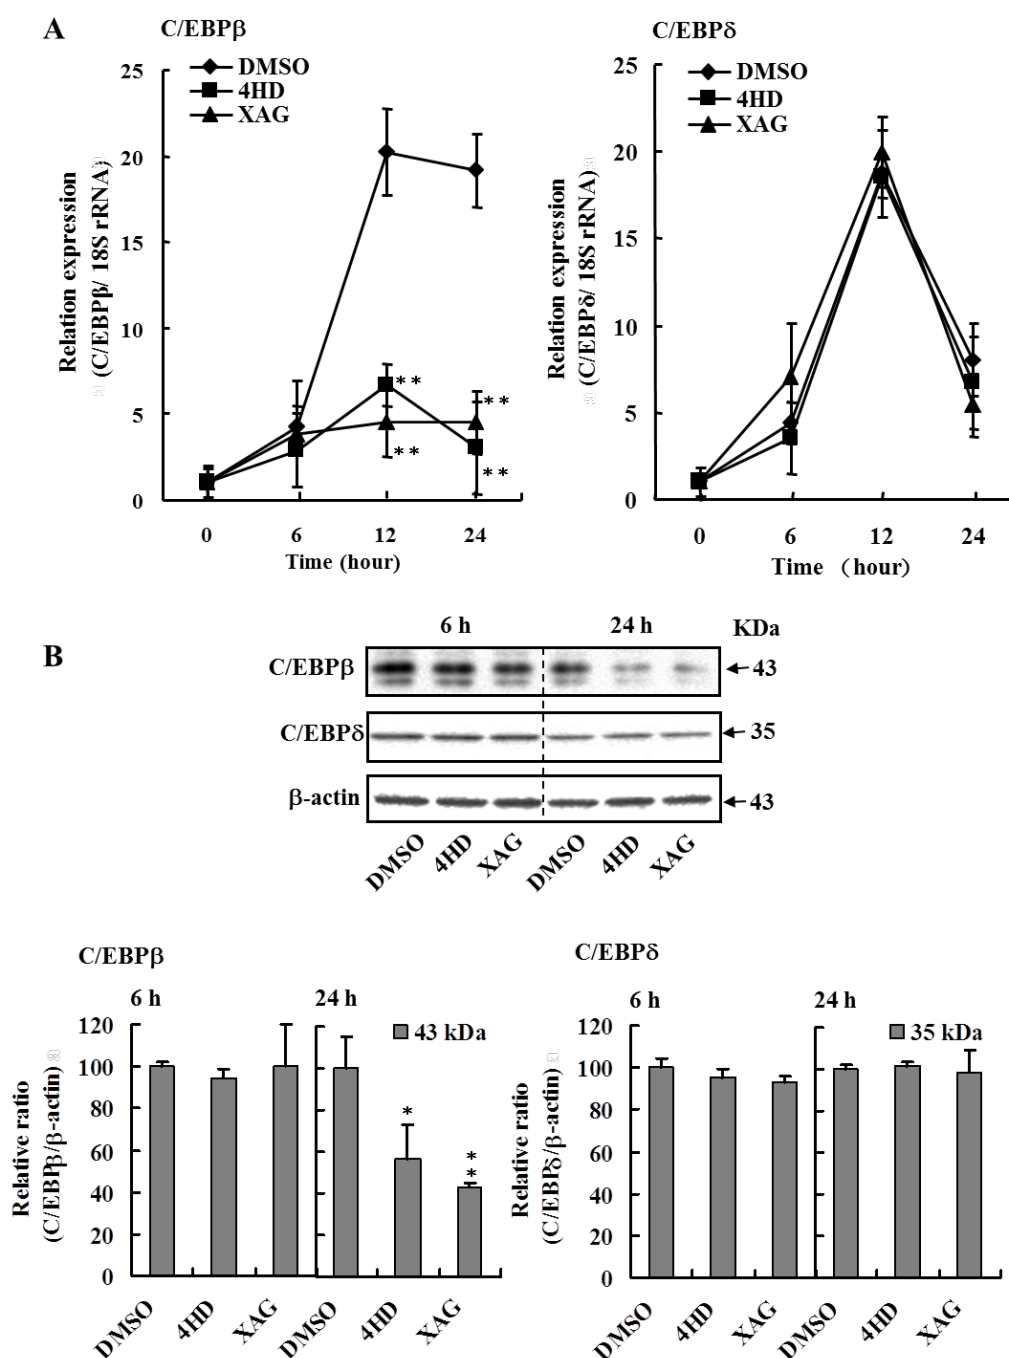 A
C/EBPβ
DMSO
4HD
XAG
25
20
15
10
5
0
Relation expression
(C/EBPβ/ 18S rRNA)
**
**
**
**
0 6 12 24
Time (hour)
C/EBPδ
DMSO
4HD
XAG
25
20
15
10
5
0
Relation expression
(C/EBPδ/ 18S rRNA)
0 6 12 24
Time (hour)
B
6 h 24 h KDa
C/EBPβ 43
C/EBPδ 35
β-actin 43
DMSO 4HD XAG DMSO 4HD XAG
C/EBPβ
6 h 24 h
43 kDa
120
100
80
60
40
20
0
Relative ratio
(C/EBPβ/β-actin)
*
**
DMSO 4HD XAG DMSO 4HD XAG
C/EBPδ
6 h 24 h
35 kDa
120
100
80
60
40
20
0
Relative ratio
(C/EBPδ/β-actin)
DMSO 4HD XAG DMSO 4HD XAG